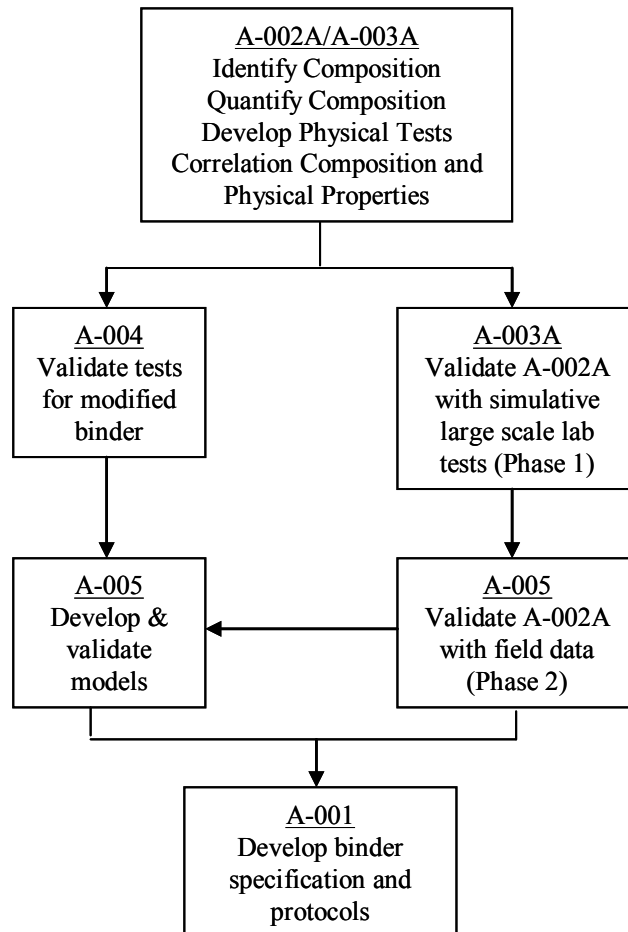 A-002A/A-003A
Identify Composition
Quantify Composition
Develop Physical Tests
Correlation Composition and
Physical Properties
A-004
Validate tests
for modified
binder
A-003A
Validate A-002A
with simulative
large scale lab
tests (Phase 1)
A-005
Develop &
validate
models
A-005
Validate A-002A
with field data
(Phase 2)
A-001
Develop binder
specification and
protocols